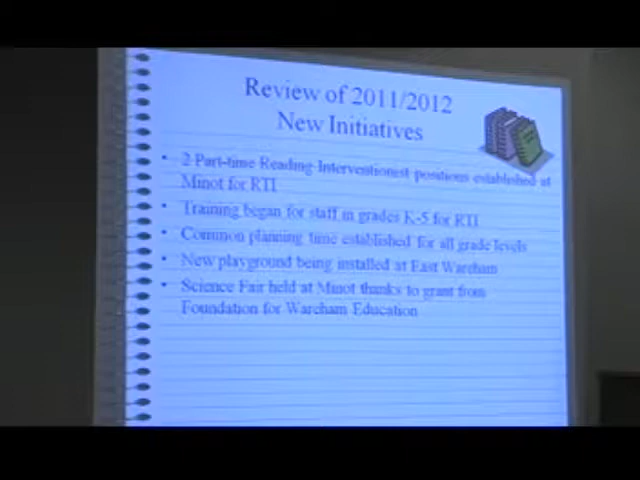 Review of 2011/2012
New Initiatives
• 2 Part-time Reading Interventionest positions established at
Minot for RTI
• Training began for staff in grades K-5 for RTI
• Common planning time established for all grade levels
• New playground being installed at East Wareham
• Science Fair held at Minot thanks to grant from
Foundation for Wareham Education